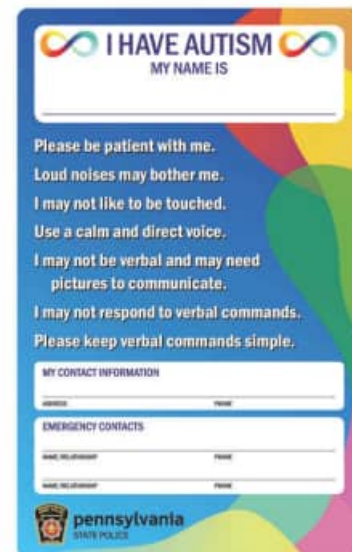 I HAVE AUTISM
MY NAME IS
Please be patient with me.
Loud noises may bother me.
I may not like to be touched.
Use a calm and direct voice.
I may not be verbal and may need
pictures to communicate.
I may not respond to verbal commands.
Please keep verbal commands simple.
MY CONTACT INFORMATION
ADDRESS PHONE
EMERGENCY CONTACTS
NAME/RELATIONSHIP PHONE
NAME/RELATIONSHIP PHONE
pennsylvania
STATE POLICE